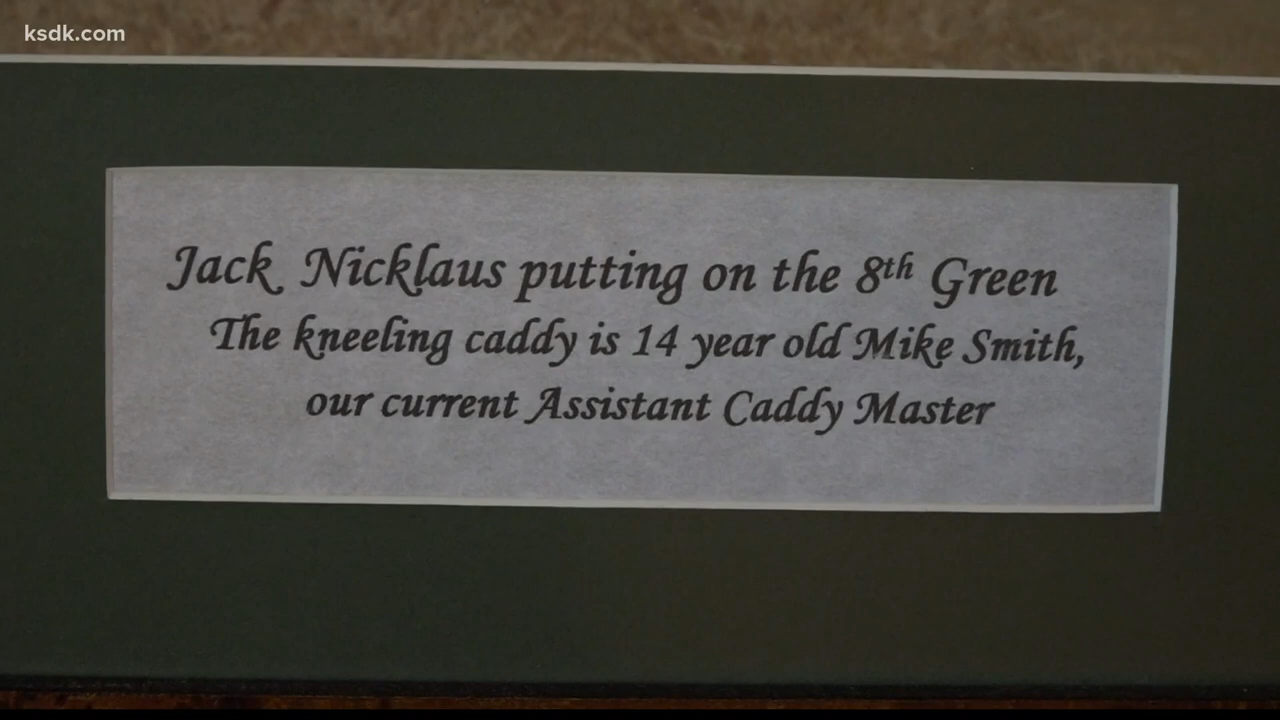 ksdk.com
Jack Nicklaus putting on the 8th Green
The kneeling caddy is 14 year old Mike Smith,
our current Assistant Caddy Master